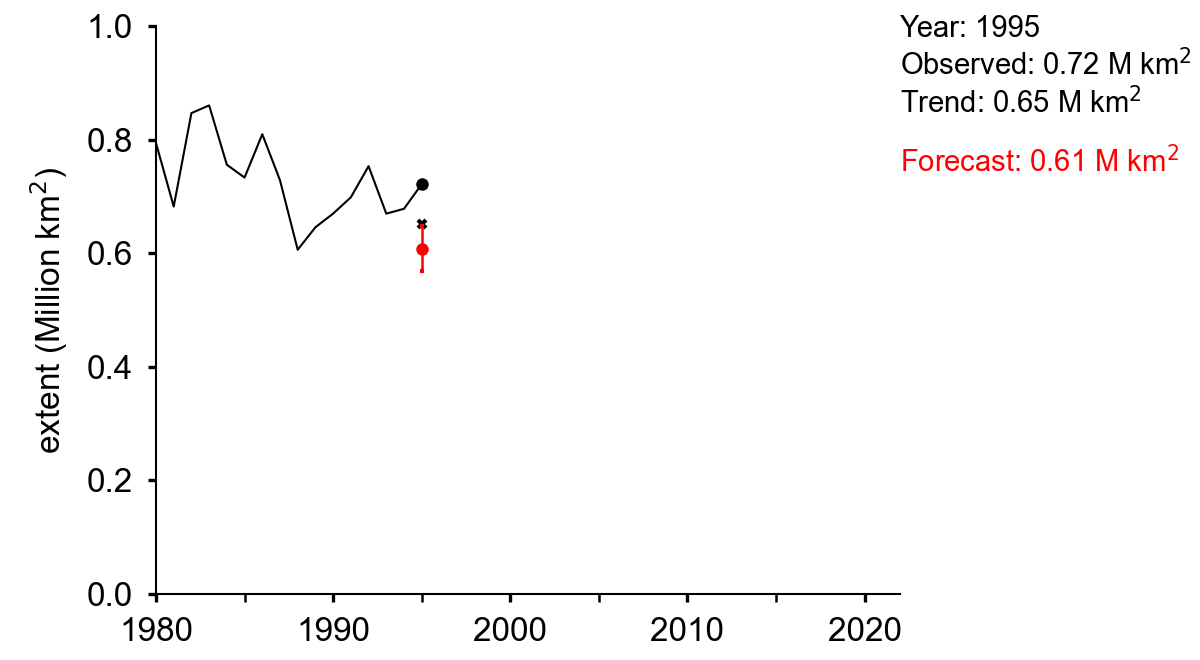 1.0
0.8
0.6
0.4
0.2
0.0
extent (Million km²)
1980 1990 2000 2010 2020
Year: 1995
Observed: 0.72 M km²
Trend: 0.65 M km²
Forecast: 0.61 M km²